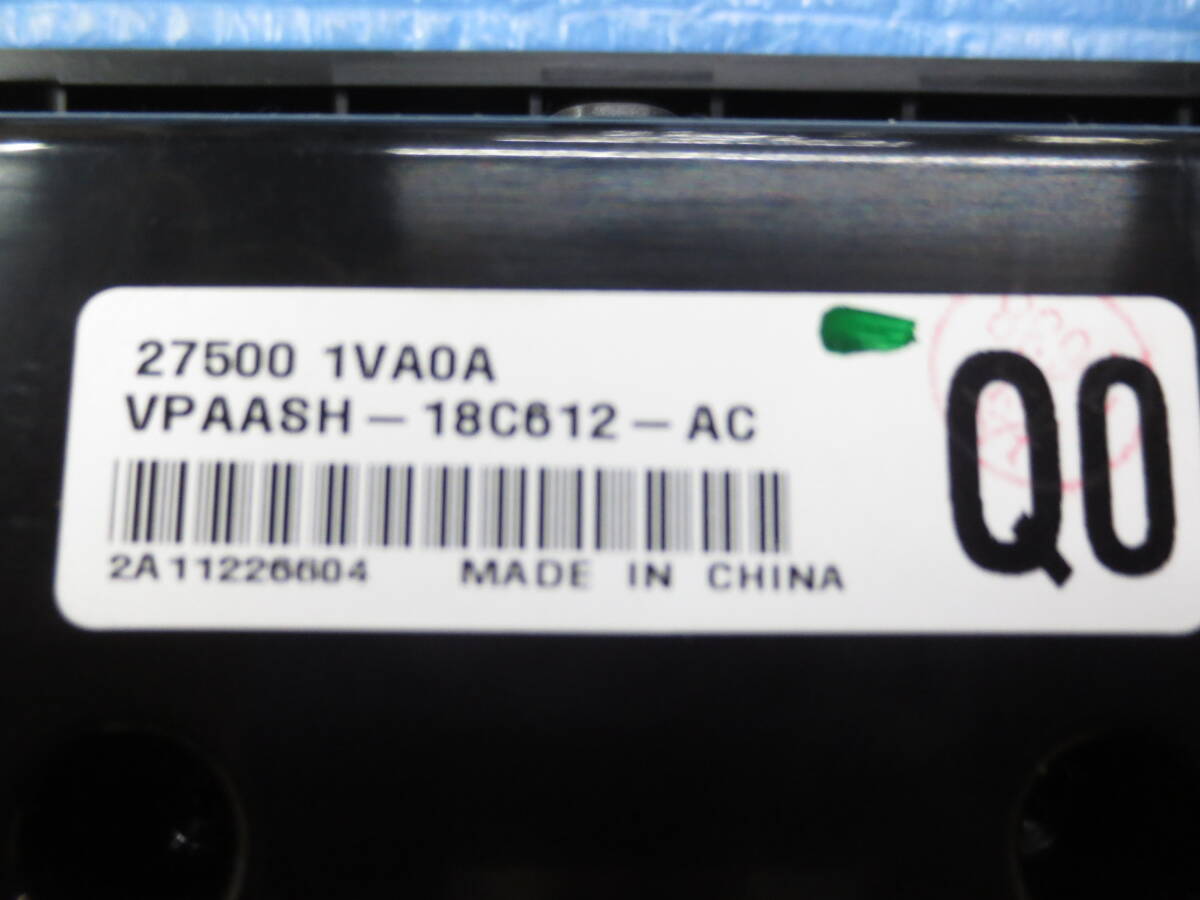 27500 1VA0A
VPAASH-18C612-AC
2A11226604 MADE IN CHINA
Q0